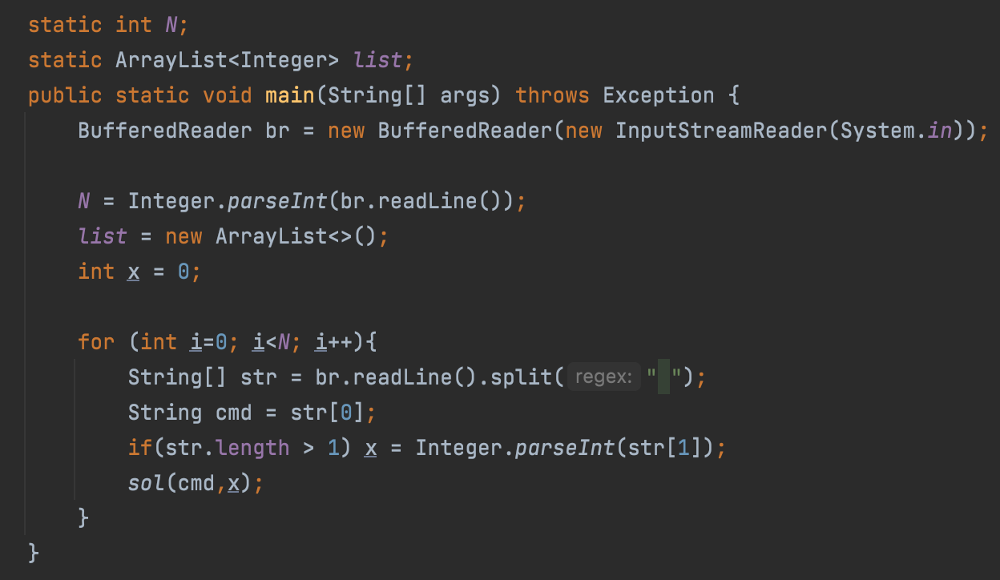 static int N;
static ArrayList<Integer> list;
public static void main(String[] args) throws Exception {
BufferedReader br = new BufferedReader(new InputStreamReader(System.in));
N = Integer.parseInt(br.readLine());
list = new ArrayList<>();
int x = 0;
for (int i=0; i<N; i++){
String[] str = br.readLine().split( regex: " ");
String cmd = str[0];
if(str.length > 1) x = Integer.parseInt(str[1]);
sol(cmd,x);
}
}